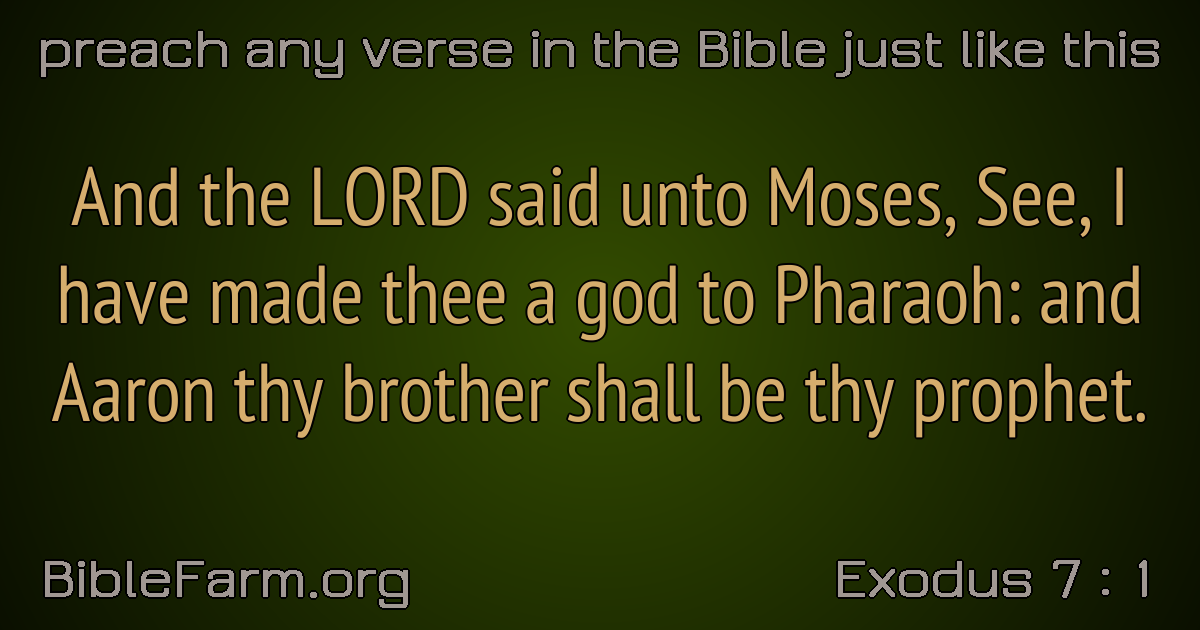 preach any verse in the Bible just like this
And the LORD said unto Moses, See, I
have made thee a god to Pharaoh: and
Aaron thy brother shall be thy prophet.
BibleFarm.org
Exodus 7 : 1